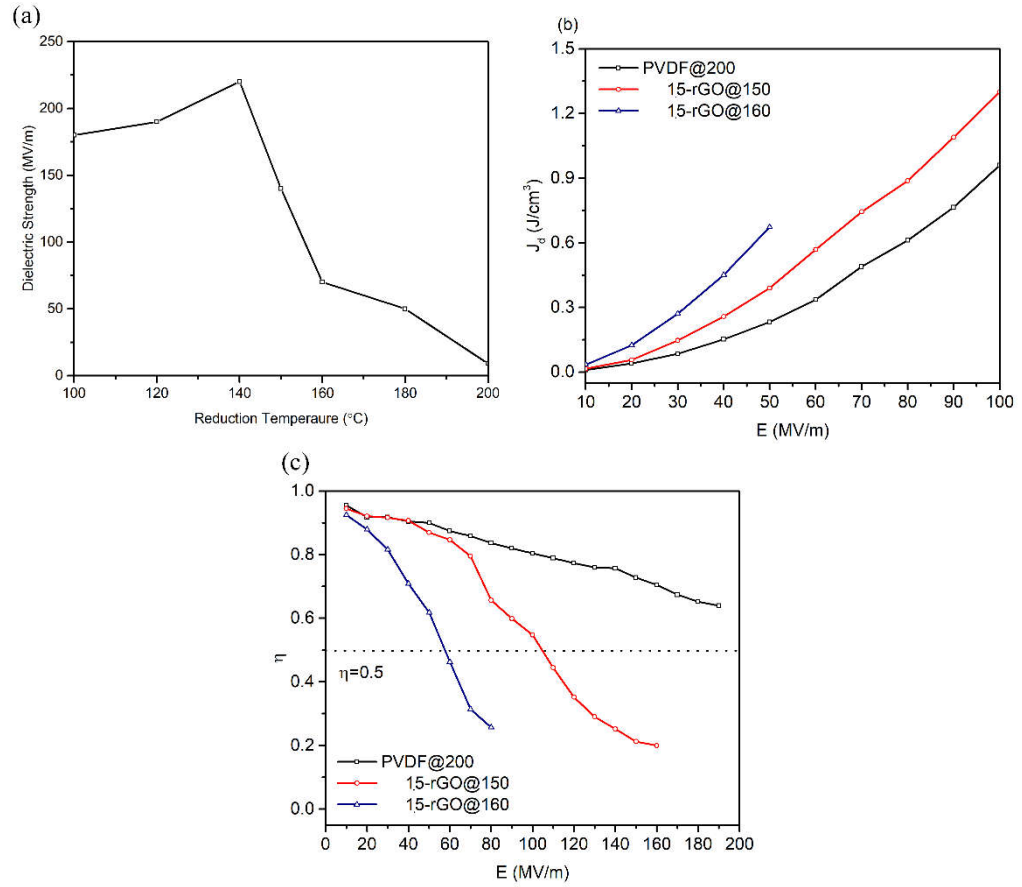 (a)
250
200
150
100
50
0
Dielectric Strength (MV/m)
100 120 140 160 180 200
Reduction Temperaure (°C)
(b)
1.5
1.2
0.9
0.6
0.3
0.0
J_d (J/cm³)
PVDF@200
15-rGO@150
15-rGO@160
10 20 30 40 50 60 70 80 90 100
E (MV/m)
(c)
1.0
0.8
0.6
0.4
0.2
0.0
η
η=0.5
PVDF@200
15-rGO@150
15-rGO@160
0 20 40 60 80 100 120 140 160 180 200
E (MV/m)